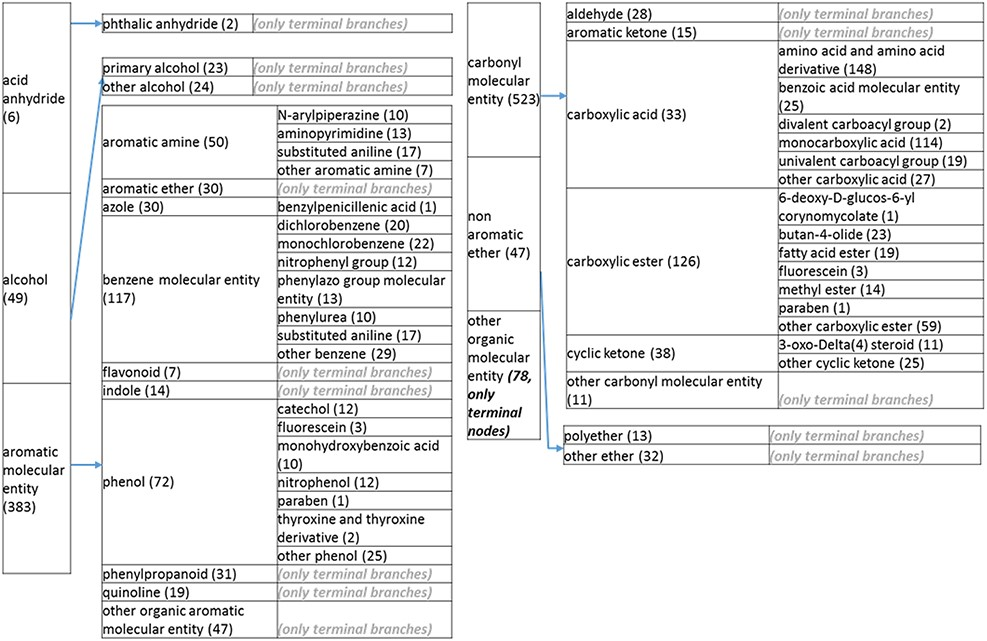 acid
anhydride
(6)
alcohol
(49)
aromatic
molecular
entity
(383)
phthalic anhydride (2) (only terminal branches)
primary alcohol (23) (only terminal branches)
other alcohol (24) (only terminal branches)
aromatic amine (50)
N-arylpiperazine (10)
aminopyrimidine (13)
substituted aniline (17)
other aromatic amine (7)
aromatic ether (30) (only terminal branches)
azole (30) benzylpenicillenic acid (1)
benzene molecular entity
(117)
dichlorobenzene (20)
monochlorobenzene (22)
nitrophenyl group (12)
phenylazo group molecular
entity (13)
phenylurea (10)
substituted aniline (17)
other benzene (29)
flavonoid (7) (only terminal branches)
indole (14) (only terminal branches)
phenol (72)
catechol (12)
fluorescein (3)
monohydroxybenzoic acid
(10)
nitrophenol (12)
paraben (1)
thyroxine and thyroxine
derivative (2)
other phenol (25)
phenylpropanoid (31) (only terminal branches)
quinoline (19) (only terminal branches)
other organic aromatic
molecular entity (47) (only terminal branches)
carbonyl
molecular
entity
(523)
non
aromatic
ether (47)
other
organic
molecular
entity (78,
only
terminal
nodes)
aldehyde (28) (only terminal branches)
aromatic ketone (15) (only terminal branches)
carboxylic acid (33)
amino acid and amino acid
derivative (148)
benzoic acid molecular entity
(25)
divalent carboacyl group (2)
monocarboxylic acid (114)
univalent carboacyl group (19)
other carboxylic acid (27)
carboxylic ester (126)
6-deoxy-D-glucos-6-yl
corynomycolate (1)
butan-4-olide (23)
fatty acid ester (19)
fluorescein (3)
methyl ester (14)
paraben (1)
other carboxylic ester (59)
cyclic ketone (38)
3-oxo-Delta(4) steroid (11)
other cyclic ketone (25)
other carbonyl molecular entity
(11) (only terminal branches)
polyether (13) (only terminal branches)
other ether (32) (only terminal branches)